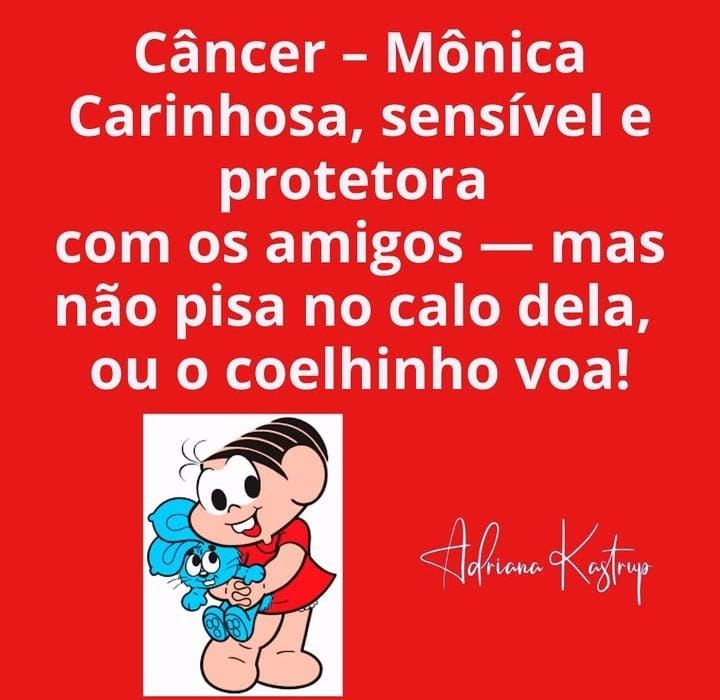 Câncer – Mônica
Carinhosa, sensível e
protetora
com os amigos — mas
não pisa no calo dela,
ou o coelhinho voa!
Adriana Kastrup